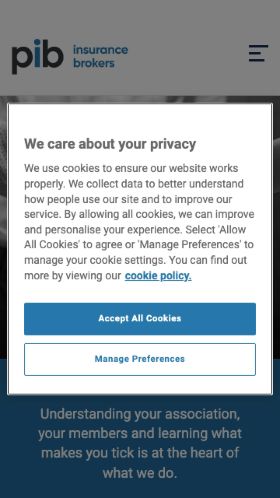 pib insurance
brokers
We care about your privacy
We use cookies to ensure our website works
properly. We collect data to better understand
how people use our site and to improve our
service. By allowing all cookies, we can improve
and personalise your experience. Select 'Allow
All Cookies' to agree or 'Manage Preferences' to
manage your cookie settings. You can find out
more by viewing our cookie policy.
Accept All Cookies
Manage Preferences
Understanding your association,
your members and learning what
makes you tick is at the heart of
what we do.